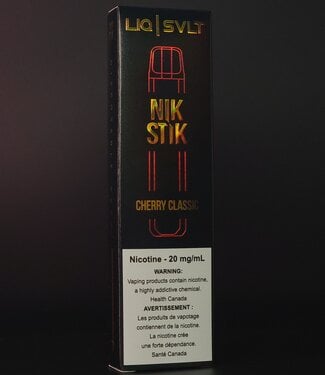 LIQ | SVLT
NIK
STIK
CHERRY CLASSIC
Nicotine - 20 mg/mL
WARNING:
Vaping products contain nicotine,
a highly addictive chemical.
Health Canada
AVERTISSEMENT :
Les produits de vapotage
contiennent de la nicotine.
La nicotine crée
une forte dépendance.
Santé Canada